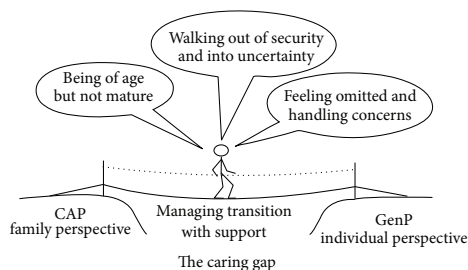 Walking out of security
and into uncertainty
Being of age
but not mature
Feeling omitted and
handling concerns
CAP
family perspective
Managing transition
with support
GenP
individual perspective
The caring gap